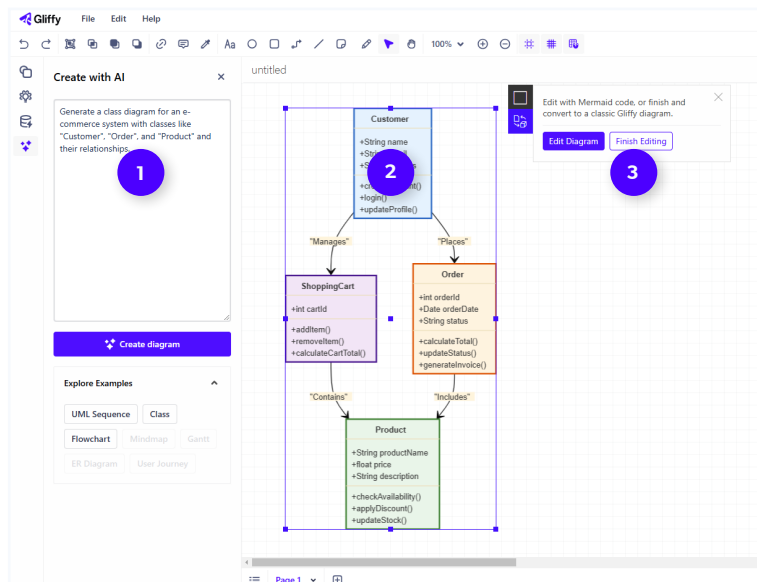 Gliffy
File Edit Help
Aa
100%
Create with AI
untitled
Generate a class diagram for an e-
commerce system with classes like
"Customer", "Order", and "Product" and
their relationships.
1
Create diagram
Explore Examples
UML Sequence
Class
Flowchart
Mindmap
Gantt
ER Diagram
User Journey
Customer
+String name
2
+login()
+updateProfile()
"Manages"
"Places"
ShoppingCart
+int cartId
+addItem()
+removeItem()
+calculateCartTotal()
Order
+int orderId
+Date orderDate
+String status
+calculateTotal()
+updateStatus()
+generateInvoice()
"Contains"
"Includes"
Product
+String productName
+float price
+String description
+checkAvailability()
+applyDiscount()
+updateStock()
Edit with Mermaid code, or finish and
convert to a classic Gliffy diagram.
Edit Diagram
Finish Editing
3
Page 1